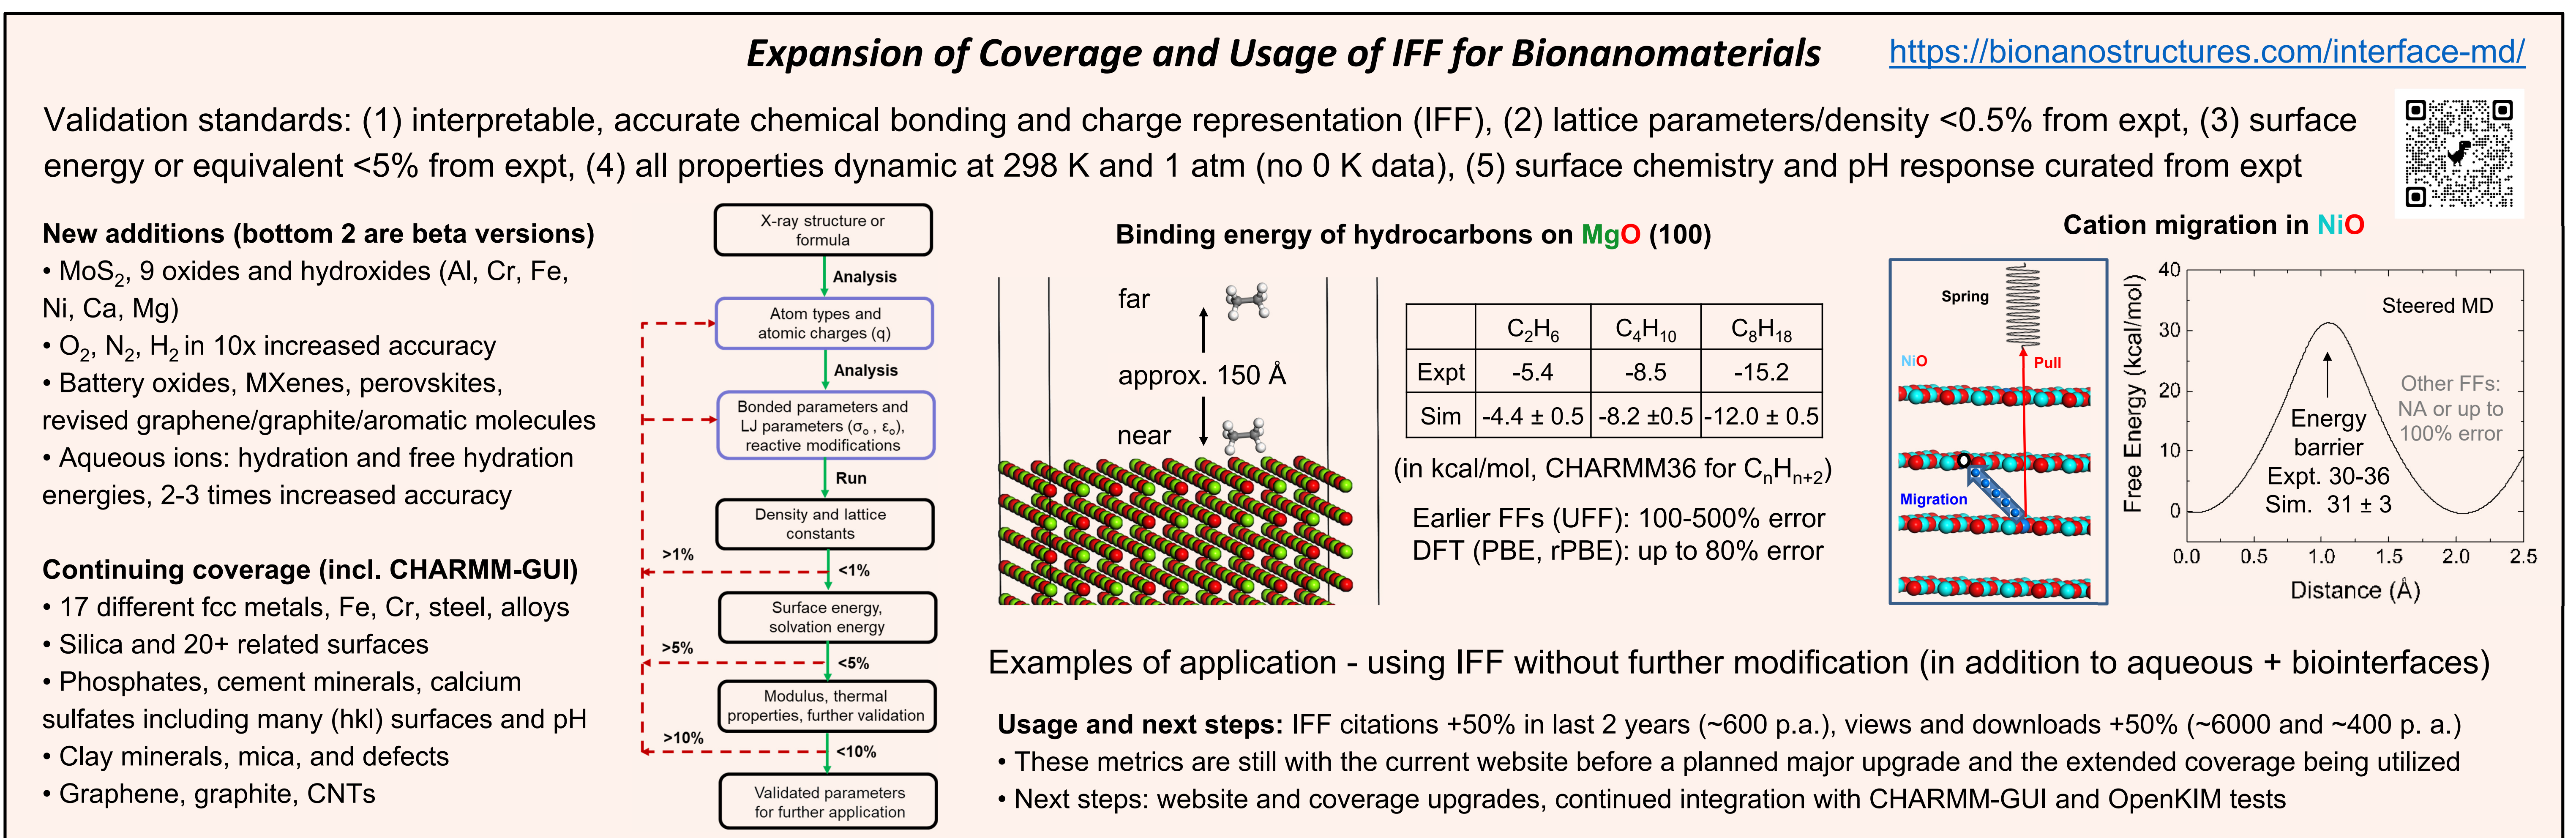 Expansion of Coverage and Usage of IFF for Bionanomaterials
https://bionanostructures.com/interface-md/
Validation standards: (1) interpretable, accurate chemical bonding and charge representation (IFF), (2) lattice parameters/density <0.5% from expt, (3) surface
energy or equivalent <5% from expt, (4) all properties dynamic at 298 K and 1 atm (no 0 K data), (5) surface chemistry and pH response curated from expt
New additions (bottom 2 are beta versions)
• MoS₂, 9 oxides and hydroxides (Al, Cr, Fe,
Ni, Ca, Mg)
• O₂, N₂, H₂ in 10x increased accuracy
• Battery oxides, MXenes, perovskites,
revised graphene/graphite/aromatic molecules
• Aqueous ions: hydration and free hydration
energies, 2-3 times increased accuracy
Continuing coverage (incl. CHARMM-GUI)
• 17 different fcc metals, Fe, Cr, steel, alloys
• Silica and 20+ related surfaces
• Phosphates, cement minerals, calcium
sulfates including many (hkl) surfaces and pH
• Clay minerals, mica, and defects
• Graphene, graphite, CNTs
X-ray structure or
formula
Analysis
Atom types and
atomic charges (q)
Analysis
Bonded parameters and
LJ parameters (σₒ , εₒ),
reactive modifications
Run
Density and lattice
constants
>1%
<1%
Surface energy,
solvation energy
>5%
<5%
Modulus, thermal
properties, further validation
>10%
<10%
Validated parameters
for further application
Binding energy of hydrocarbons on MgO (100)
far
approx. 150 Å
near
C₂H₆ C₄H₁₀ C₈H₁₈
Expt -5.4 -8.5 -15.2
Sim -4.4 ± 0.5 -8.2 ±0.5 -12.0 ± 0.5
(in kcal/mol, CHARMM36 for CₙHₙ₊₂)
Earlier FFs (UFF): 100-500% error
DFT (PBE, rPBE): up to 80% error
Cation migration in NiO
Spring
NiO
Pull
Migration
Free Energy (kcal/mol)
40
30
20
10
0
Steered MD
Other FFs:
NA or up to
100% error
Energy
barrier
Expt. 30-36
Sim. 31 ± 3
0.0 0.5 1.0 1.5 2.0 2.5
Distance (Å)
Examples of application - using IFF without further modification (in addition to aqueous + biointerfaces)
Usage and next steps: IFF citations +50% in last 2 years (~600 p.a.), views and downloads +50% (~6000 and ~400 p. a.)
• These metrics are still with the current website before a planned major upgrade and the extended coverage being utilized
• Next steps: website and coverage upgrades, continued integration with CHARMM-GUI and OpenKIM tests